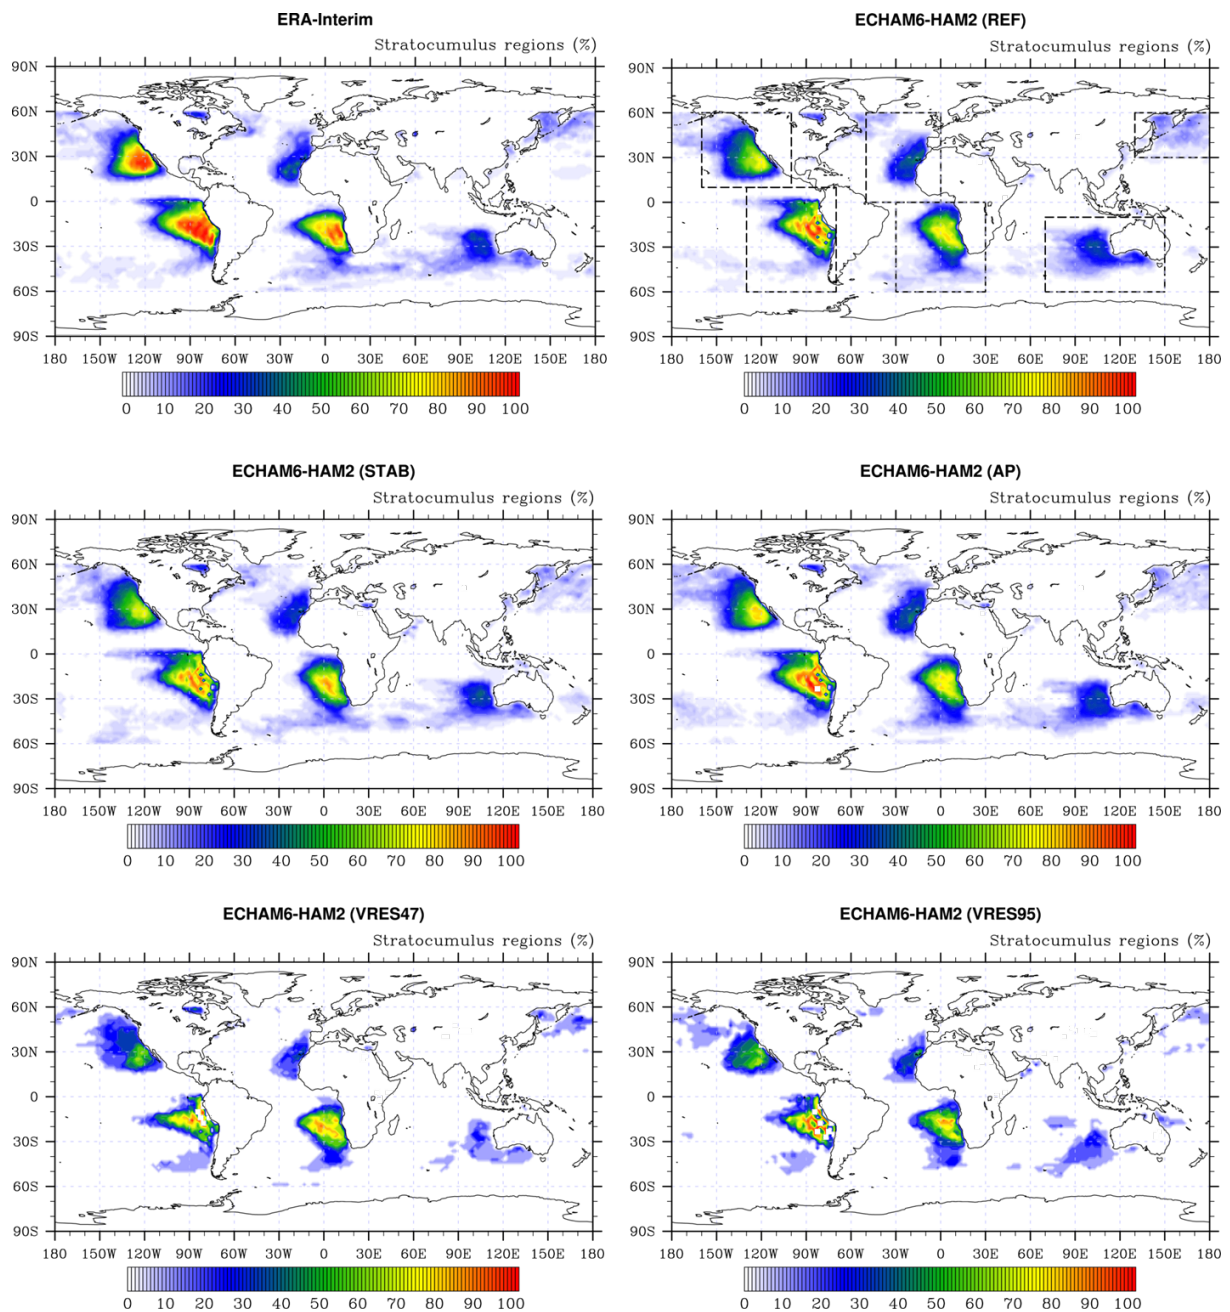 ERA-Interim
Stratocumulus regions (%)
90N
60N
30N
0
30S
60S
90S
180 150W 120W 90W 60W 30W 0 30E 60E 90E 120E 150E 180
0 10 20 30 40 50 60 70 80 90 100
ECHAM6-HAM2 (REF)
Stratocumulus regions (%)
90N
60N
30N
0
30S
60S
90S
180 150W 120W 90W 60W 30W 0 30E 60E 90E 120E 150E 180
0 10 20 30 40 50 60 70 80 90 100
ECHAM6-HAM2 (STAB)
Stratocumulus regions (%)
90N
60N
30N
0
30S
60S
90S
180 150W 120W 90W 60W 30W 0 30E 60E 90E 120E 150E 180
0 10 20 30 40 50 60 70 80 90 100
ECHAM6-HAM2 (AP)
Stratocumulus regions (%)
90N
60N
30N
0
30S
60S
90S
180 150W 120W 90W 60W 30W 0 30E 60E 90E 120E 150E 180
0 10 20 30 40 50 60 70 80 90 100
ECHAM6-HAM2 (VRES47)
Stratocumulus regions (%)
90N
60N
30N
0
30S
60S
90S
180 150W 120W 90W 60W 30W 0 30E 60E 90E 120E 150E 180
0 10 20 30 40 50 60 70 80 90 100
ECHAM6-HAM2 (VRES95)
Stratocumulus regions (%)
90N
60N
30N
0
30S
60S
90S
180 150W 120W 90W 60W 30W 0 30E 60E 90E 120E 150E 180
0 10 20 30 40 50 60 70 80 90 100